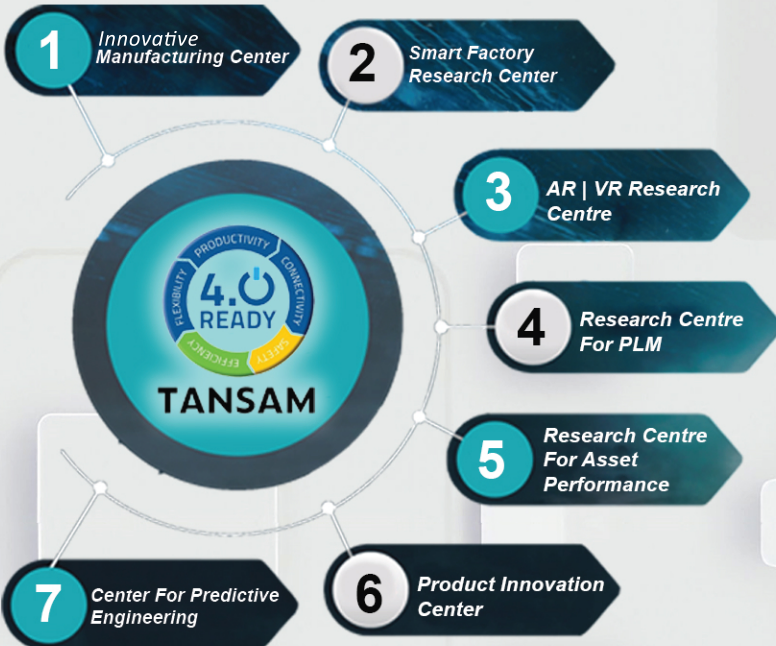 1
Innovative
Manufacturing Center
2
Smart Factory
Research Center
3
AR | VR Research
Centre
4
Research Centre
For PLM
5
Research Centre
For Asset
Performance
6
Product Innovation
Center
7
Center For Predictive
Engineering
PRODUCTIVITY
CONNECTIVITY
SAFETY
EFFICIENCY
FLEXIBILITY
4.0
READY
TANSAM